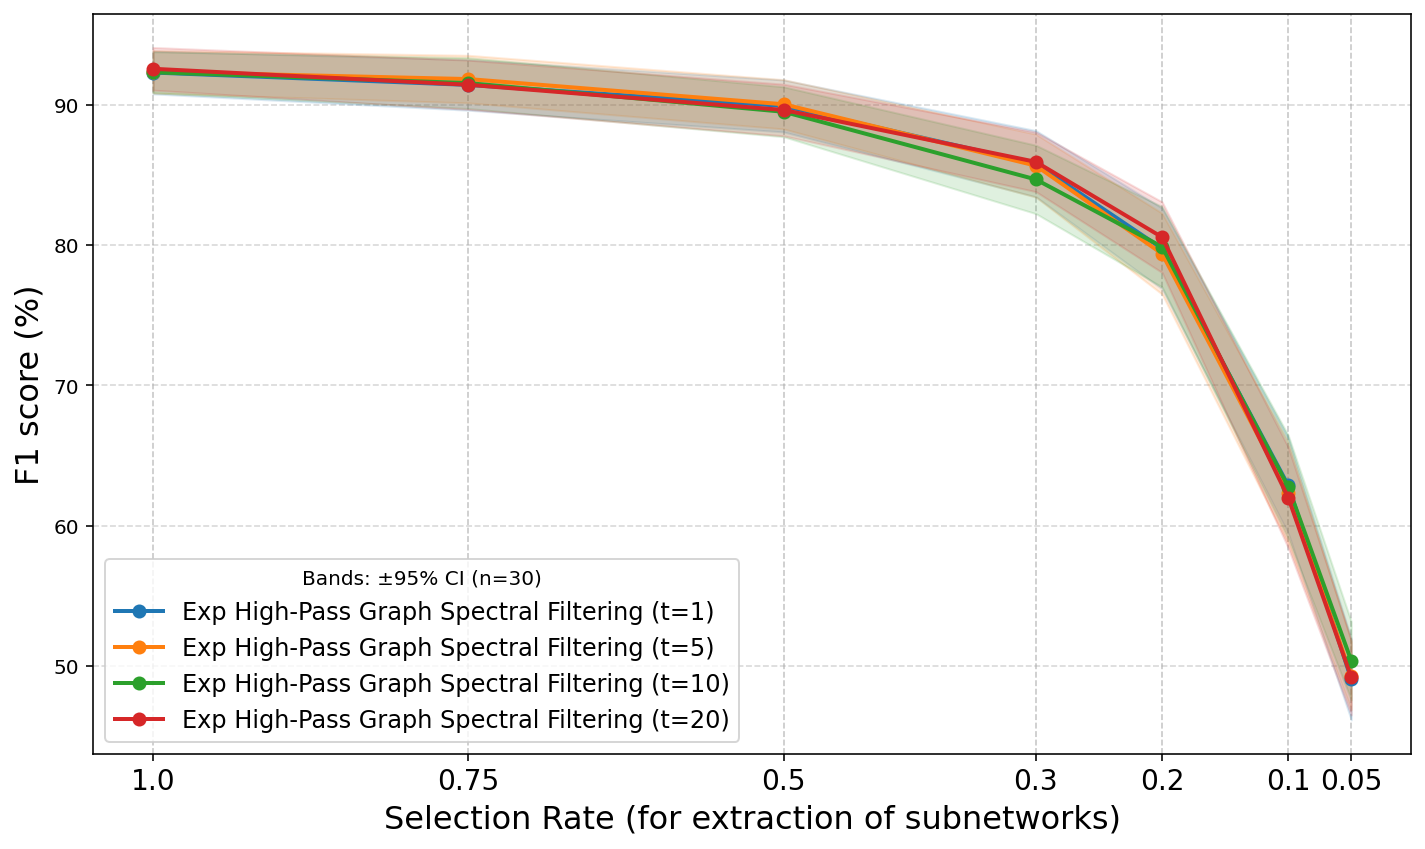 F1 score (%)
90
80
70
60
50
Bands: ±95% CI (n=30)
Exp High-Pass Graph Spectral Filtering (t=1)
Exp High-Pass Graph Spectral Filtering (t=5)
Exp High-Pass Graph Spectral Filtering (t=10)
Exp High-Pass Graph Spectral Filtering (t=20)
1.0 0.75 0.5 0.3 0.2 0.1 0.05
Selection Rate (for extraction of subnetworks)